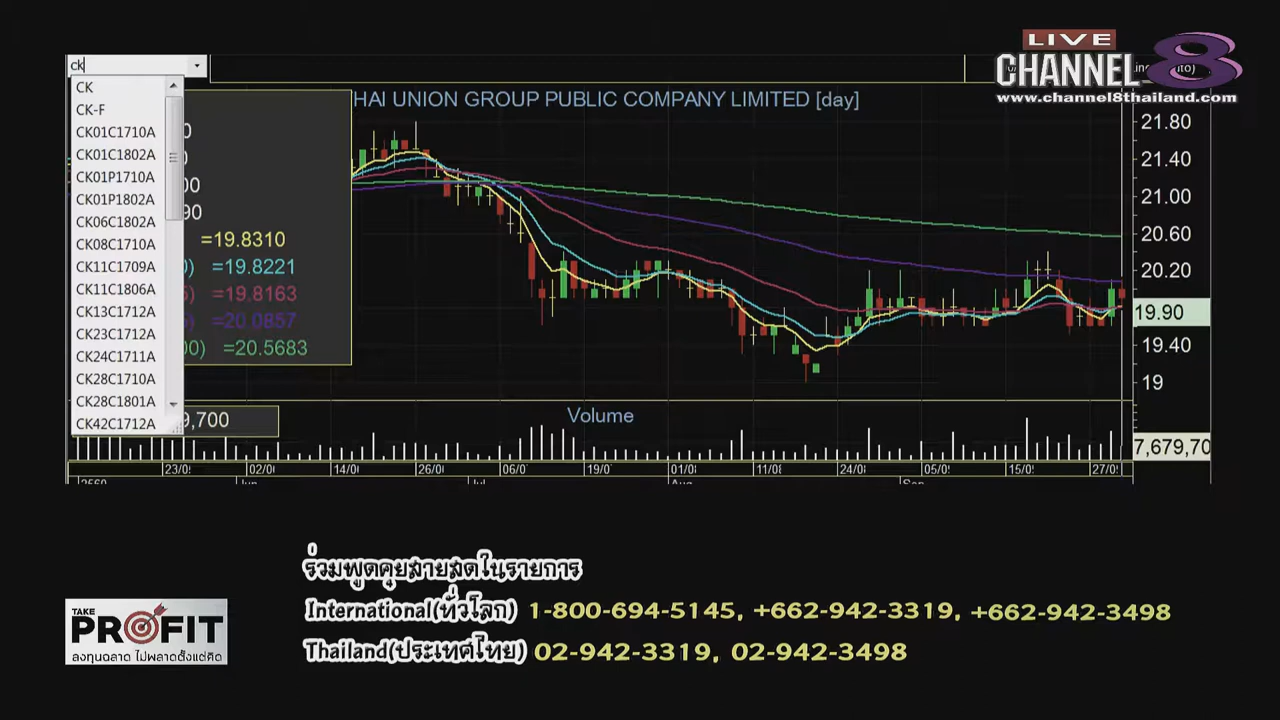 ck
LIVE
CHANNEL 8
www.channel8thailand.com
HAI UNION GROUP PUBLIC COMPANY LIMITED [day]
CK
CK-F
CK01C1710A
CK01C1802A
CK01P1710A
CK01P1802A
CK06C1802A
CK08C1710A
CK11C1709A
CK11C1806A
CK13C1712A
CK23C1712A
CK24C1711A
CK28C1710A
CK28C1801A
CK42C1712A
=19.8310
=19.8221
=19.8163
=20.0857
=20.5683
21.80
21.40
21.00
20.60
20.20
19.90
19.40
19
9,700
Volume
7,679,70
23/0 02/0 14/0 26/0 06/0 19/0 01/0 11/0 24/0 05/0 15/0 27/0
2560 Jun Jul Aug Sep
ร่วมพูดคุยสายสดในรายการ
International(ทั่วโลก) 1-800-694-5145, +662-942-3319, +662-942-3498
Thailand(ประเทศไทย) 02-942-3319, 02-942-3498
TAKE
PROFIT
ลงทุนฉลาด ไม่พลาดตั้งแต่คิด